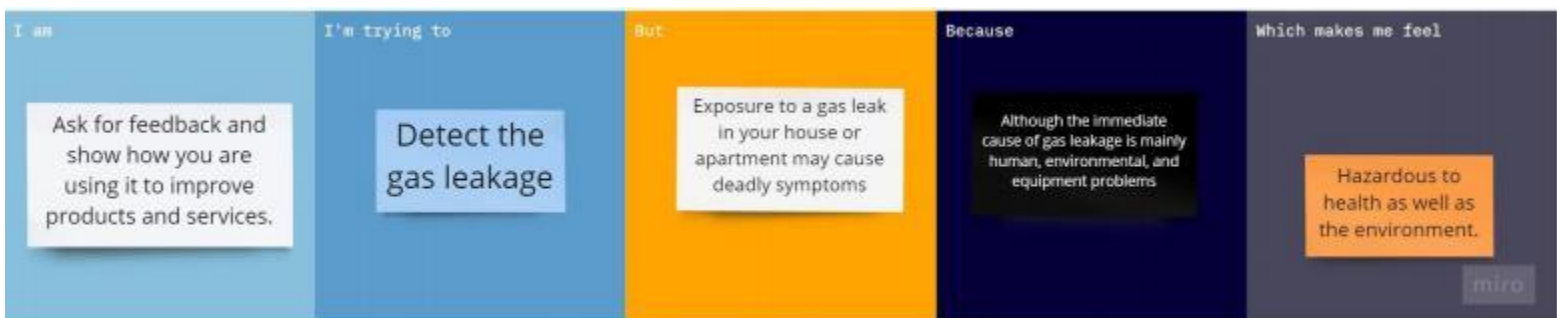 I am
Ask for feedback and
show how you are
using it to improve
products and services.
I'm trying to
Detect the
gas leakage
But
Exposure to a gas leak
in your house or
apartment may cause
deadly symptoms
Because
Although the immediate
cause of gas leakage is mainly
human, environmental, and
equipment problems
Which makes me feel
Hazardous to
health as well as
the environment.
miro